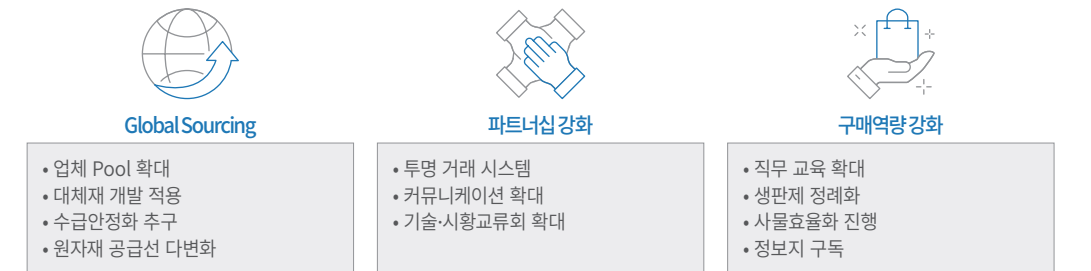 Global Sourcing
• 업체 Pool 확대
• 대체재 개발 적용
• 수급안정화 추구
• 원자재 공급선 다변화
파트너십 강화
• 투명 거래 시스템
• 커뮤니케이션 확대
• 기술·시황교류회 확대
구매역량 강화
• 직무 교육 확대
• 생판제 정례화
• 사물효율화 진행
• 정보지 구독